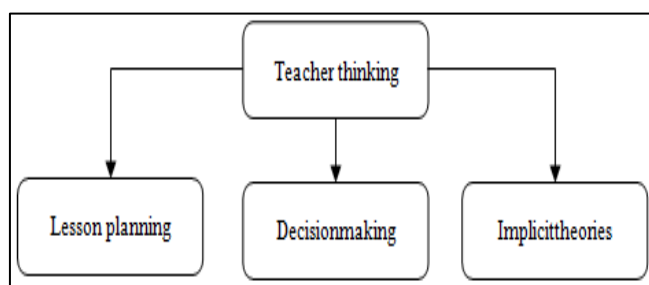 Teacher thinking
Lesson planning
Decisionmaking
Implicittheories